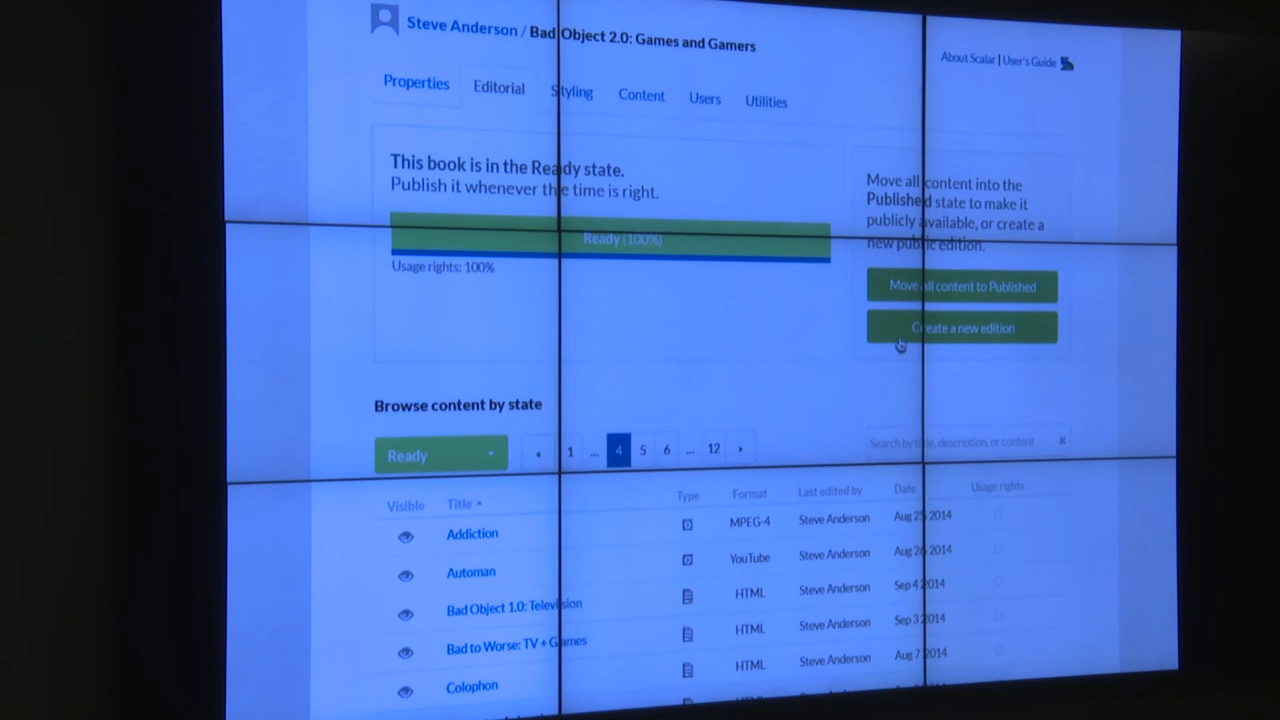 Steve Anderson / Bad Object 2.0: Games and Gamers
About Scalar | User's Guide
Properties Editorial Styling Content Users Utilities
This book is in the Ready state.
Publish it whenever the time is right.
Ready (100%)
Usage rights: 100%
Move all content into the
Published state to make it
publicly available, or create a
new public edition.
Move all content to Published
Create a new edition
Browse content by state
Ready
1 ... 4 5 6 ... 12
Search by title, description, or content
Visible Title Type Format Last edited by Date Usage rights
Addiction MPEG-4 Steve Anderson Aug 25 2014
Automan YouTube Steve Anderson Aug 26 2014
Bad Object 1.0: Television HTML Steve Anderson Sep 4 2014
Bad to Worse: TV + Games HTML Steve Anderson Sep 3 2014
Colophon HTML Steve Anderson Aug 7 2014